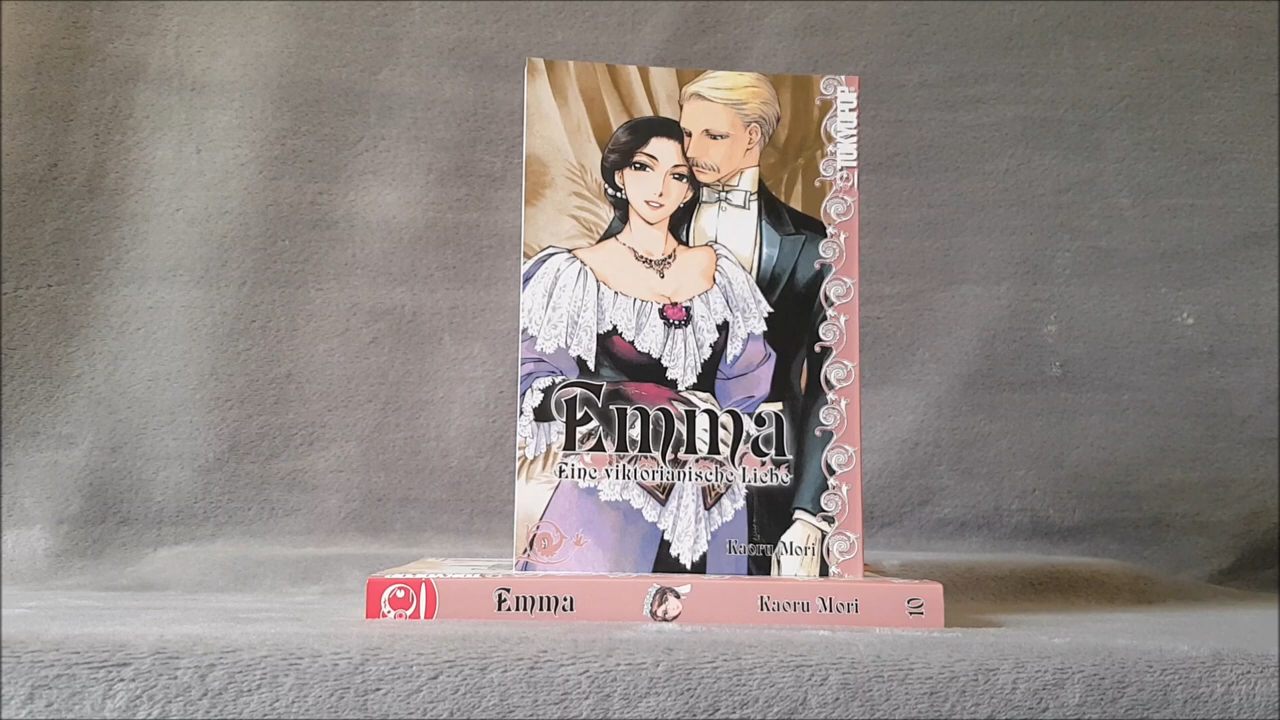 TOKYOPOP
Emma
Eine viktorianische Liebe
Kaoru Mori
Emma
Kaoru Mori
10